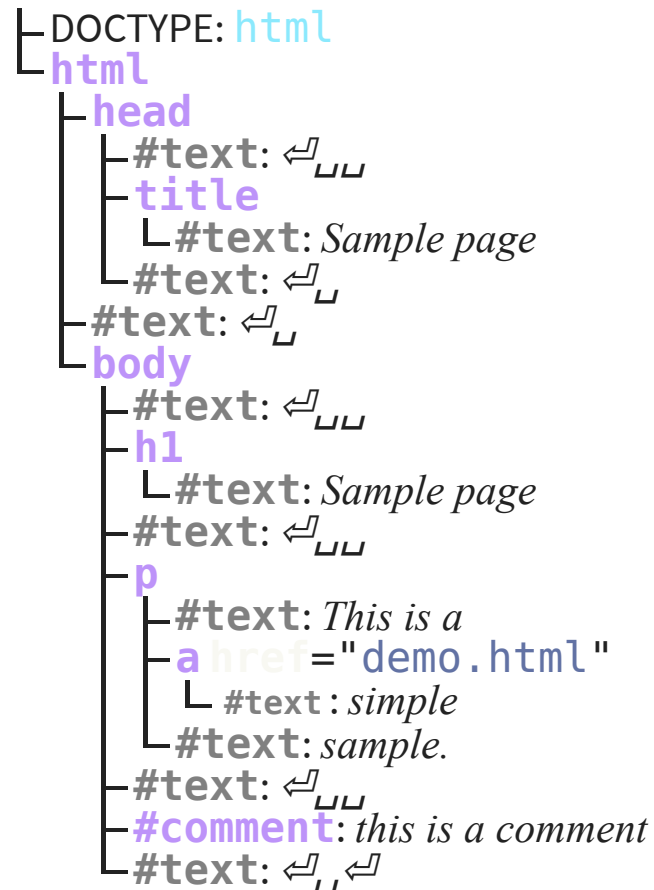 DOCTYPE: html
html
head
#text: ⏎␣␣
title
#text: Sample page
#text: ⏎␣
#text: ⏎␣
body
#text: ⏎␣␣
h1
#text: Sample page
#text: ⏎␣␣
p
#text: This is a
a href="demo.html"
#text: simple
#text: sample.
#text: ⏎␣␣
#comment: this is a comment
#text: ⏎␣⏎